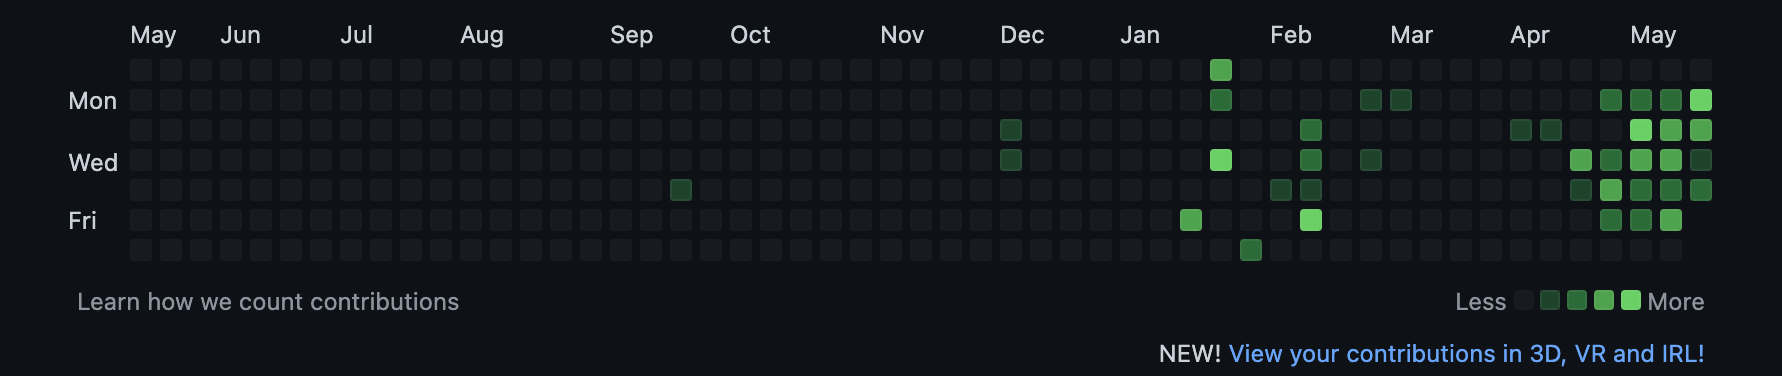 May Jun Jul Aug Sep Oct Nov Dec Jan Feb Mar Apr May
Mon
Wed
Fri
Learn how we count contributions
Less More
NEW! View your contributions in 3D, VR and IRL!